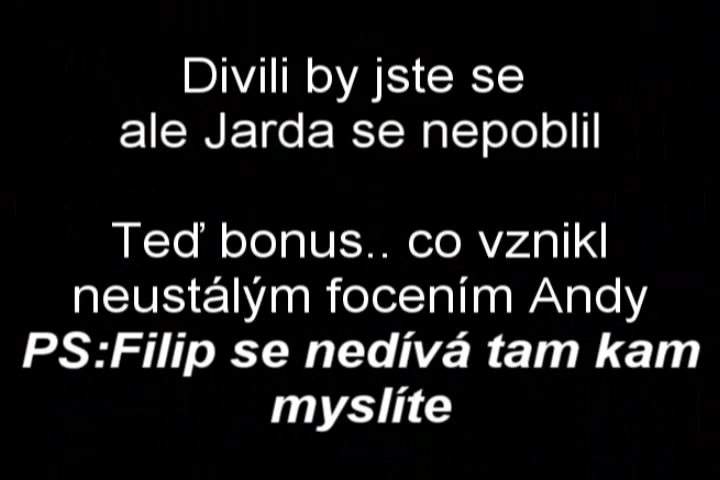 Divili by jste se
ale Jarda se nepoblil
Teď bonus.. co vznikl
neustálým focením Andy
PS:Filip se nedívá tam kam
myslíte